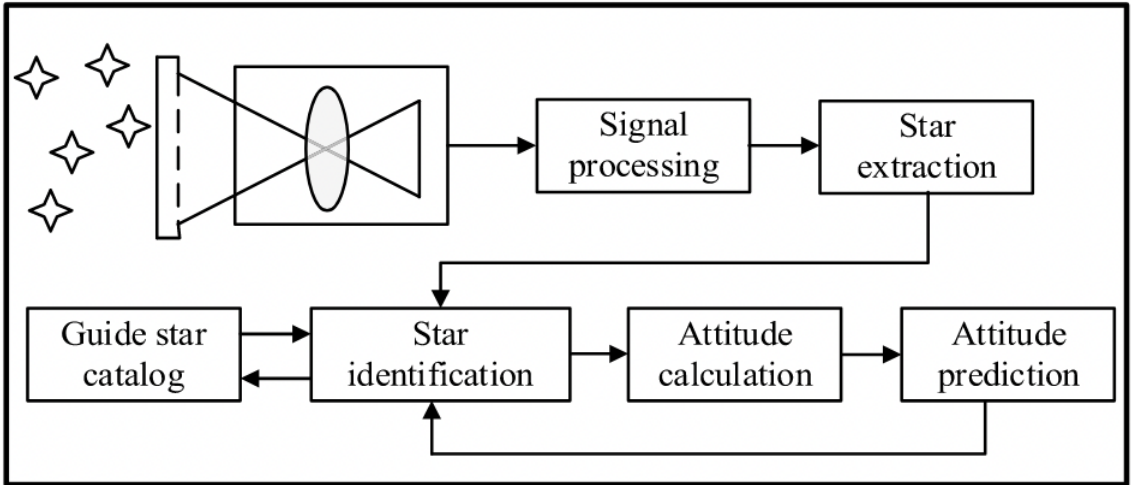 Signal
processing
Star
extraction
Guide star
catalog
Star
identification
Attitude
calculation
Attitude
prediction